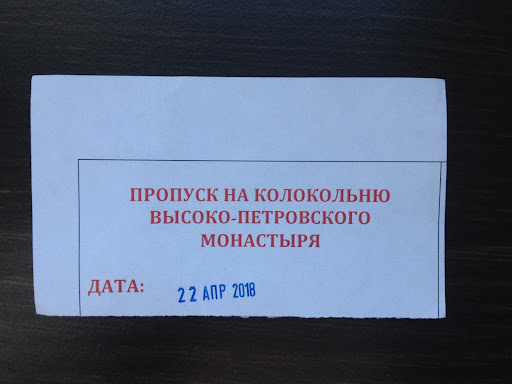 ПРОПУСК НА КОЛОКОЛЬНЮ
ВЫСОКО-ПЕТРОВСКОГО
МОНАСТЫРЯ
ДАТА: 22 АПР 2018